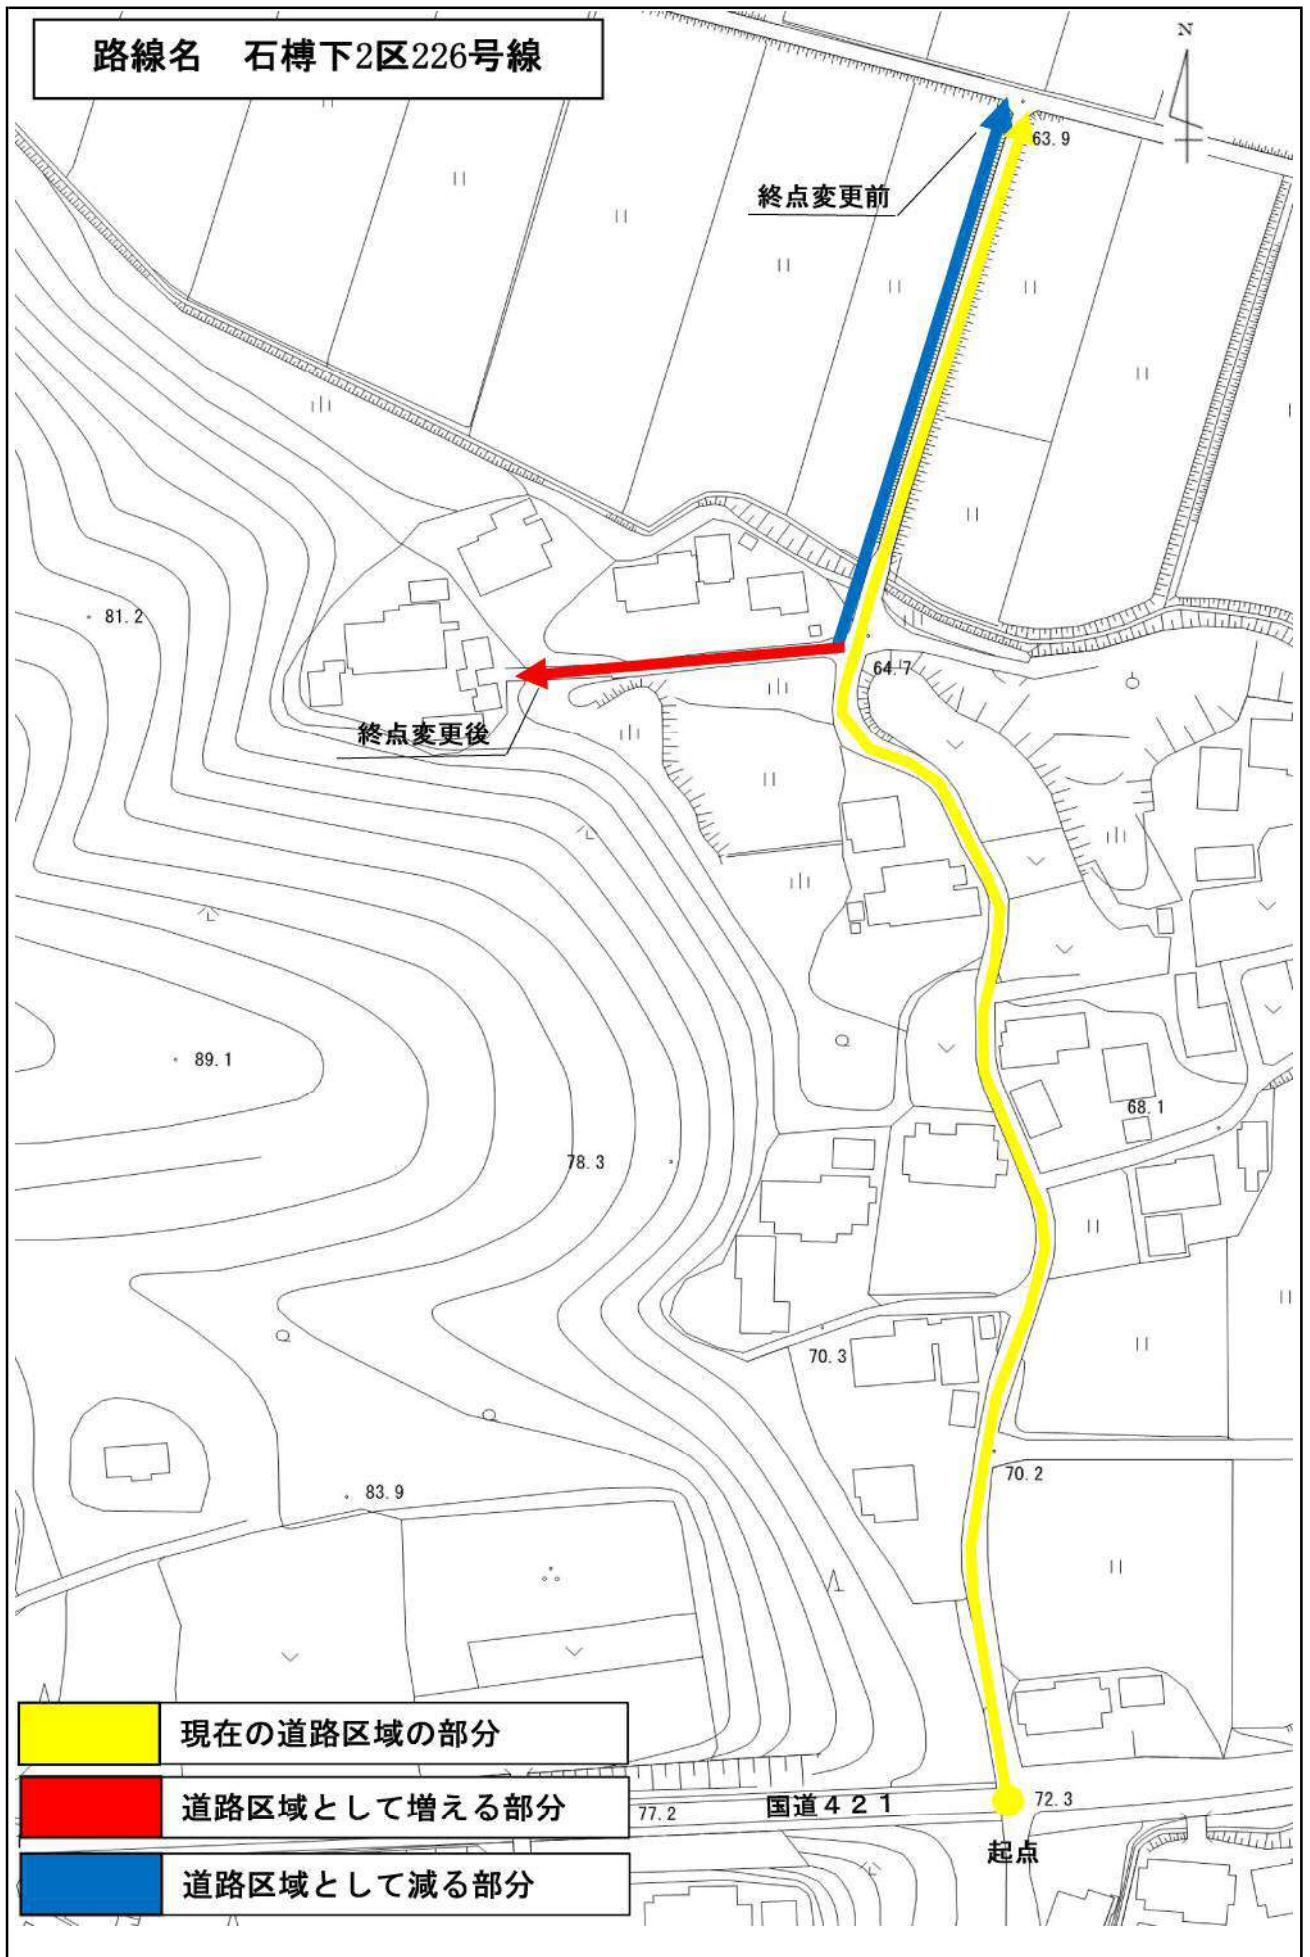 路線名　石榑下2区226号線
N
63.9
終点変更前
81.2
64.7
終点変更後
89.1
68.1
78.3
70.3
70.2
83.9
現在の道路区域の部分
道路区域として増える部分
77.2
国道４２１
72.3
起点
道路区域として減る部分